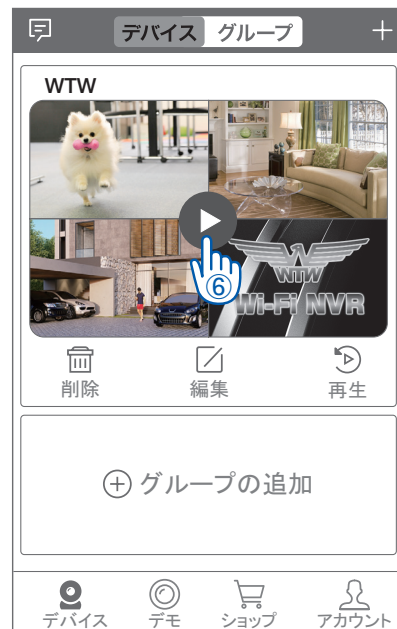 デバイス グループ
WTW
WTW
Wi-Fi NVR
⑥
削除 編集 再生
グループの追加
デバイス デモ ショップ アカウント